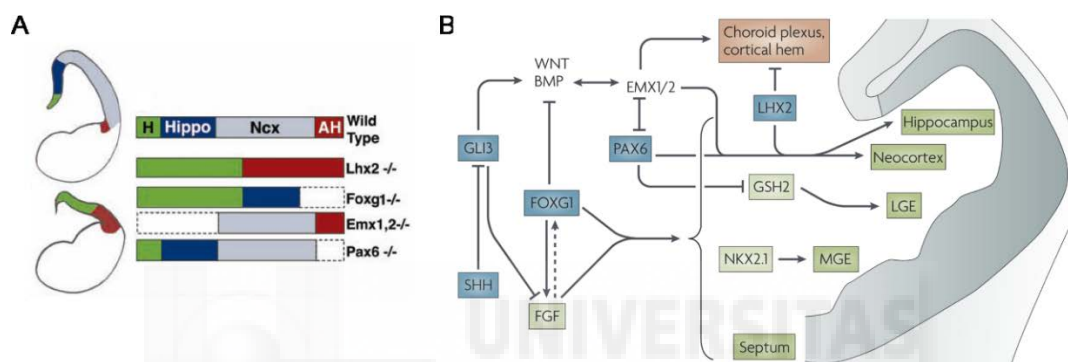 A
H Hippo Ncx AH Wild
Type
Lhx2 -/-
Foxg1-/-
Emx1,2-/-
Pax6 -/-
B
Choroid plexus,
cortical hem
WNT
BMP
EMX1/2
LHX2
Hippocampus
GLI3
PAX6
Neocortex
GSH2
FOXG1
LGE
NKX2.1
MGE
SHH
FGF
Septum
UNIVERSITAS